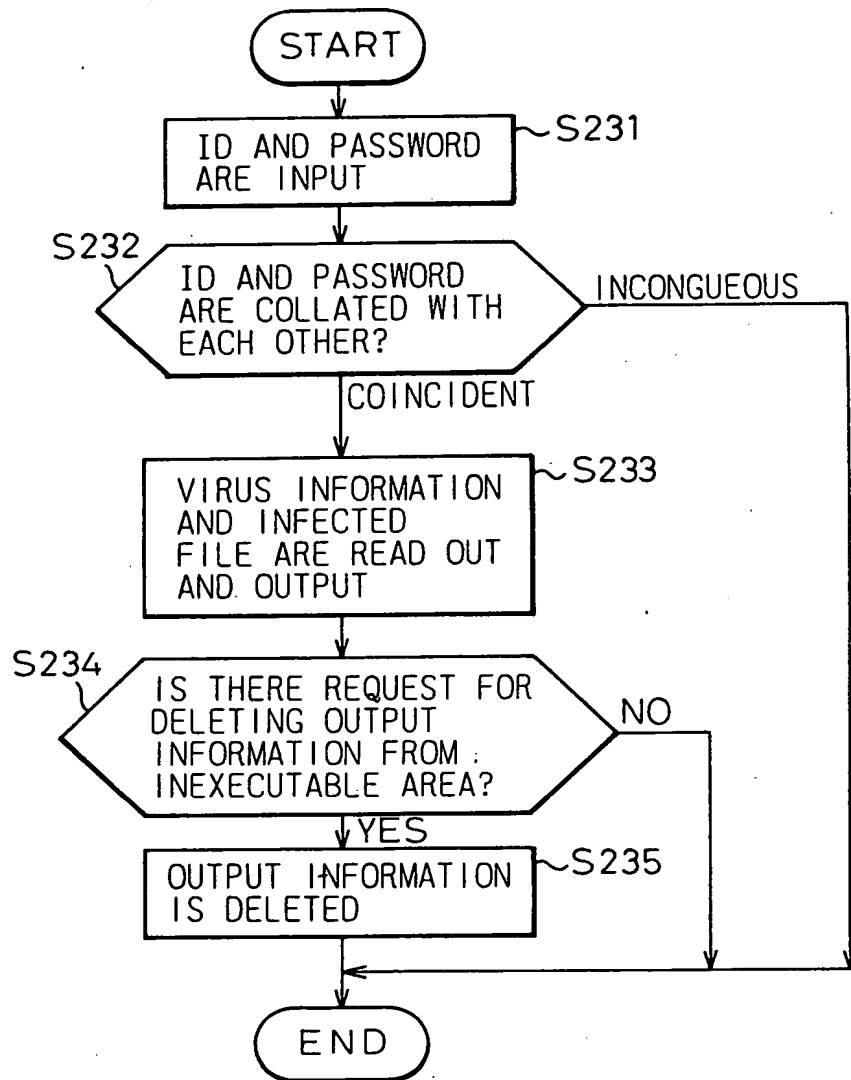 START
ID AND PASSWORD
ARE INPUT
S231
S232
ID AND PASSWORD
ARE COLLATED WITH
EACH OTHER?
INCONGUEOUS
COINCIDENT
VIRUS INFORMATION
AND INFECTED
FILE ARE READ OUT
AND OUTPUT
S233
S234
IS THERE REQUEST FOR
DELETING OUTPUT
INFORMATION FROM
INEXECUTABLE AREA?
NO
YES
OUTPUT INFORMATION
IS DELETED
S235
END